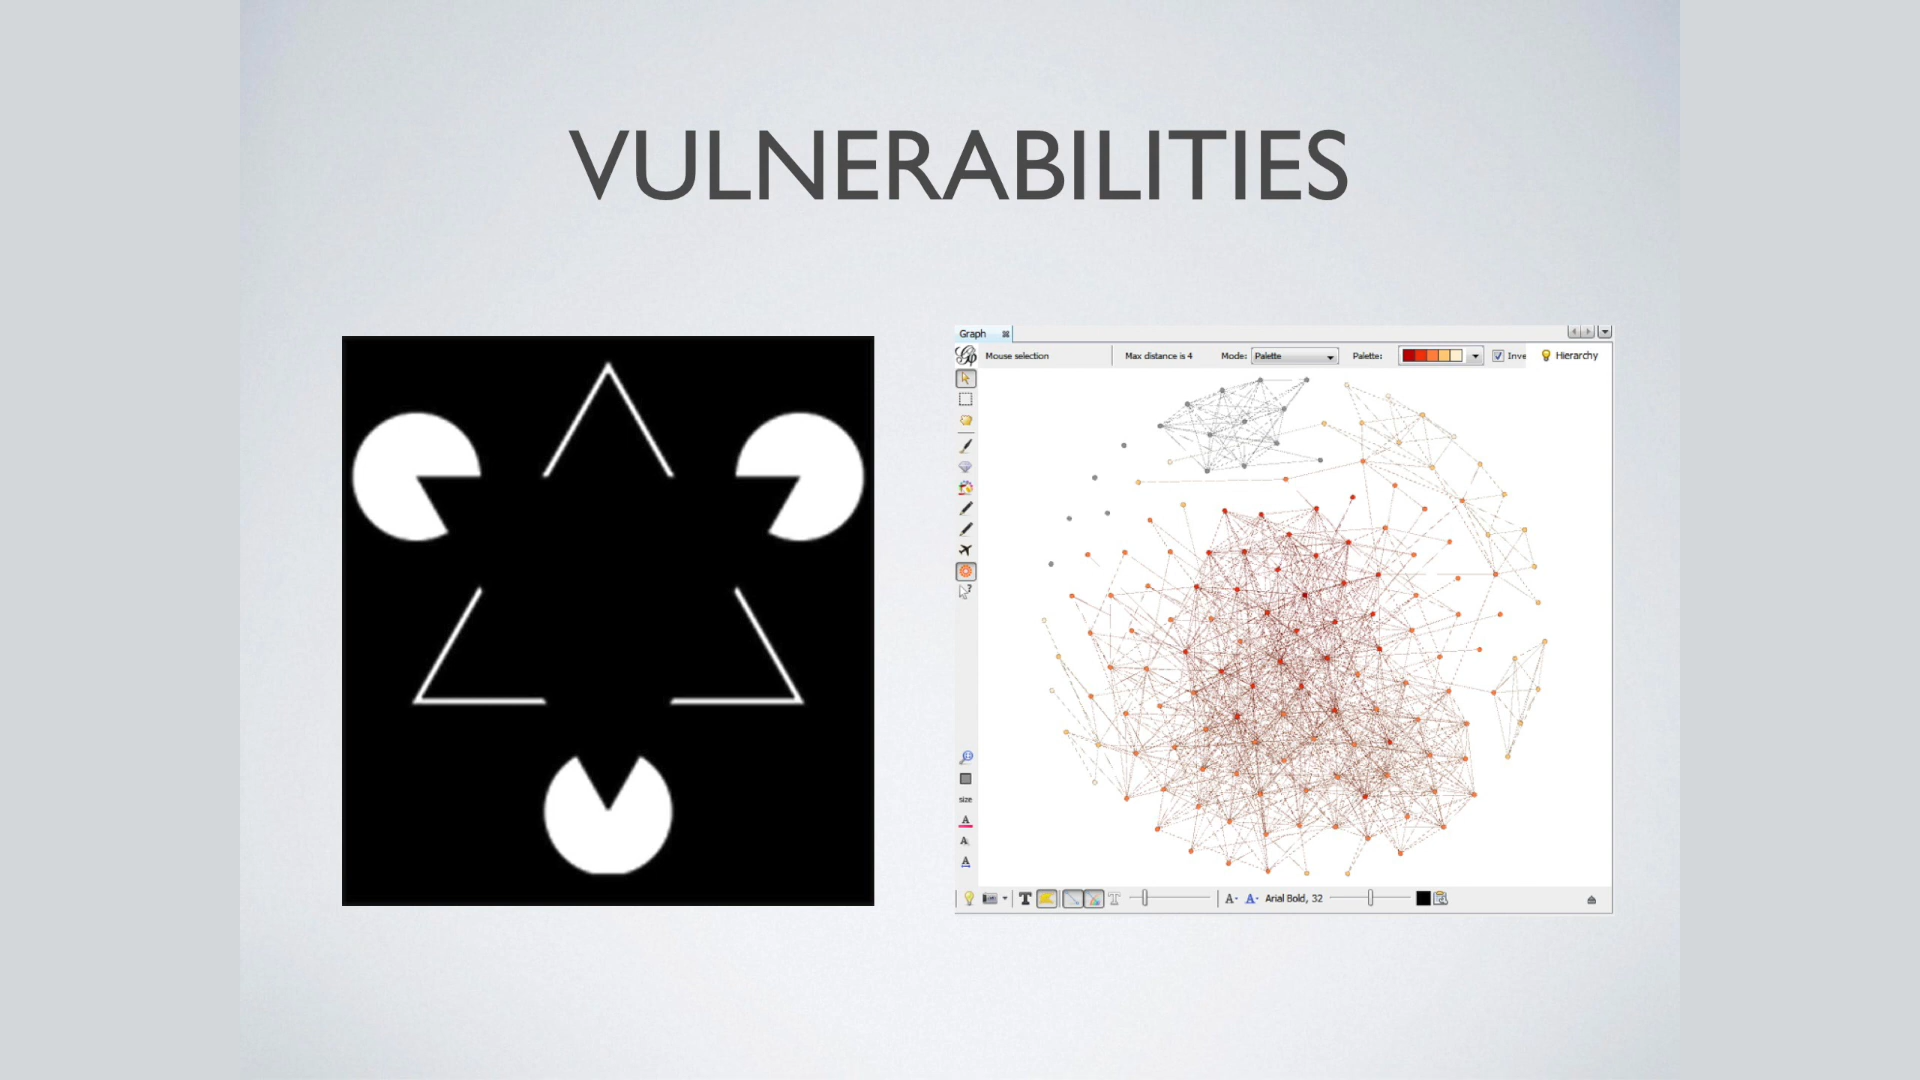 VULNERABILITIES
Graph
Mouse selection Max distance is 4 Mode: Palette Palette: Inve Hierarchy
size
A
A
A
T T A- A- Arial Bold, 32